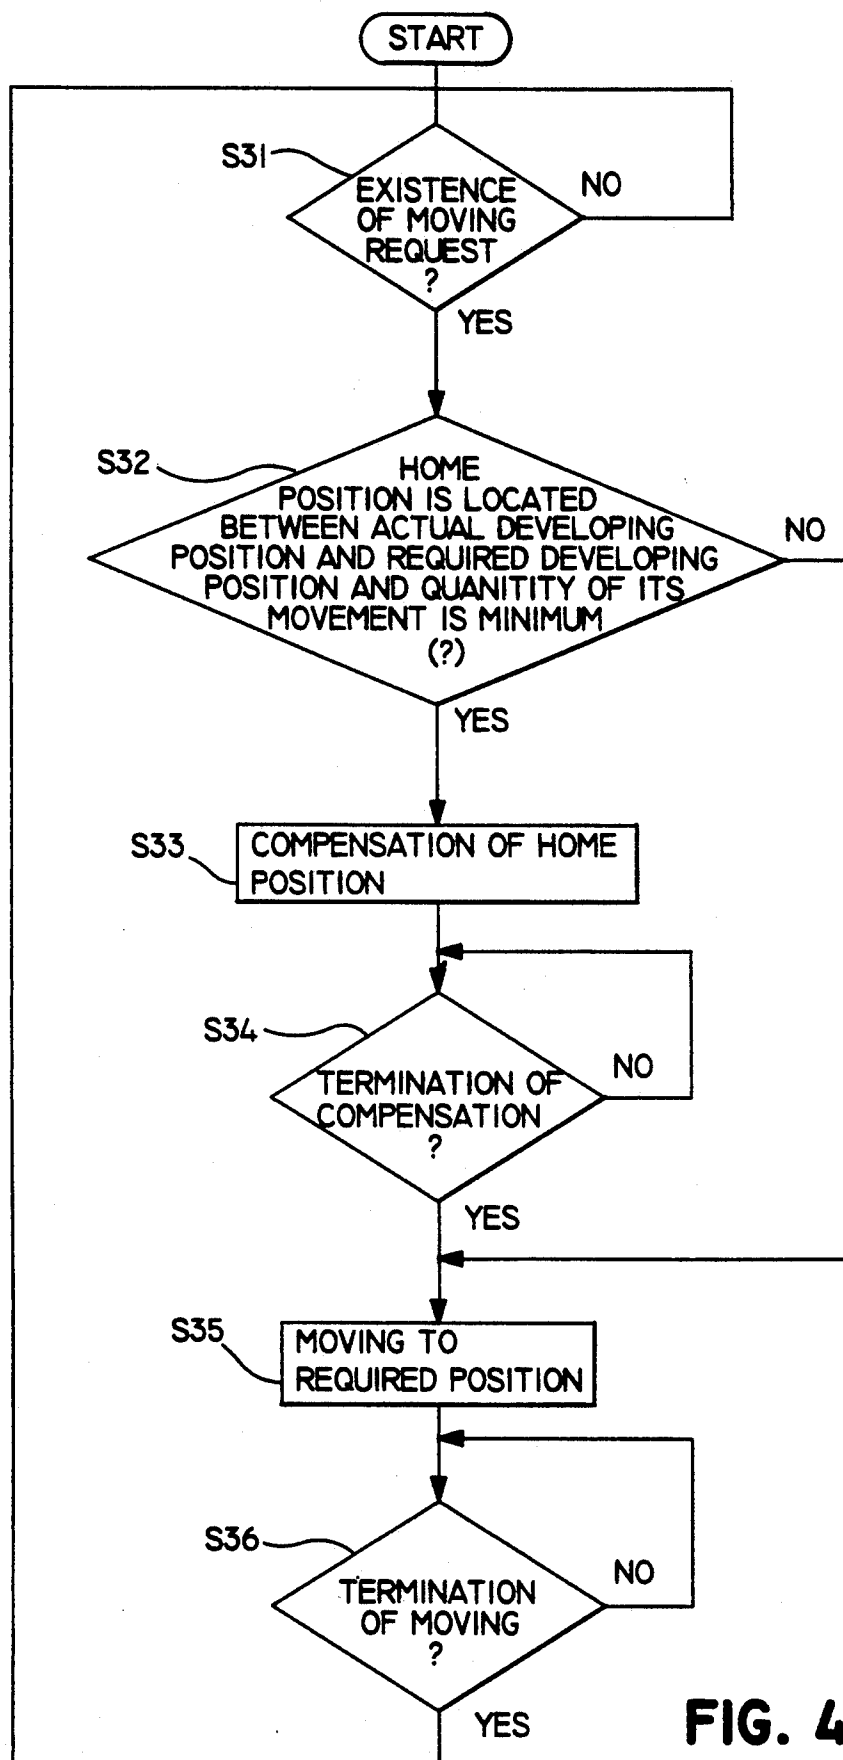 START
S31
EXISTENCE
OF MOVING
REQUEST
?
NO
YES
S32
HOME
POSITION IS LOCATED
BETWEEN ACTUAL DEVELOPING
POSITION AND REQUIRED DEVELOPING
POSITION AND QUANITITY OF ITS
MOVEMENT IS MINIMUM
(?)
NO
YES
S33
COMPENSATION OF HOME
POSITION
S34
TERMINATION OF
COMPENSATION
?
NO
YES
S35
MOVING TO
REQUIRED POSITION
S36
TERMINATION
OF MOVING
?
NO
YES
FIG. 4